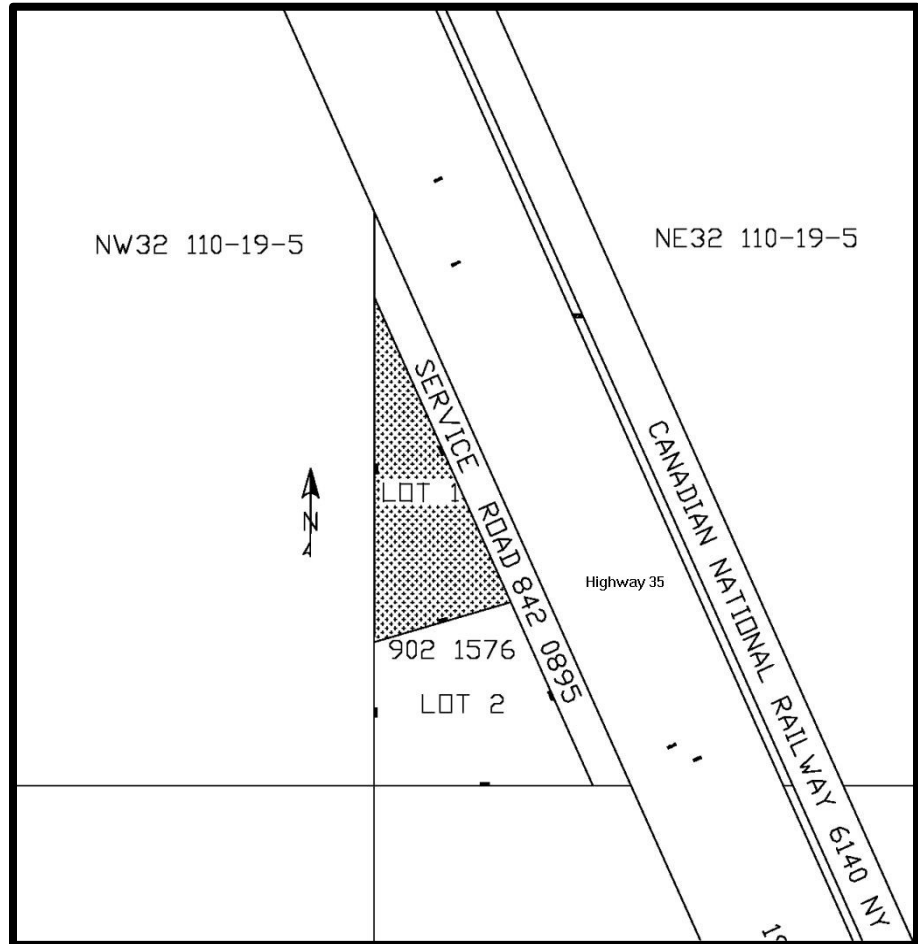 NW32 110-19-5
NE32 110-19-5
SERVICE ROAD 842 0895
CANADIAN NATIONAL RAILWAY 6140 NY
LOT 1
N
Highway 35
902 1576
LOT 2